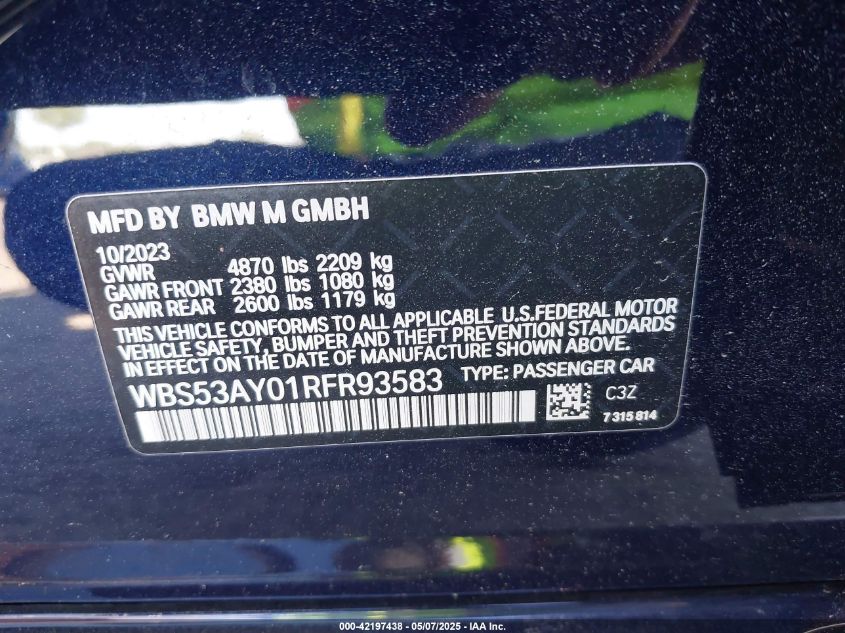 MFD BY BMW M GMBH
10/2023
GVWR 4870 lbs 2209 kg
GAWR FRONT 2380 lbs 1080 kg
GAWR REAR 2600 lbs 1179 kg
THIS VEHICLE CONFORMS TO ALL APPLICABLE U.S.FEDERAL MOTOR
VEHICLE SAFETY, BUMPER AND THEFT PREVENTION STANDARDS
IN EFFECT ON THE DATE OF MANUFACTURE SHOWN ABOVE.
WBS53AY01RFR93583 TYPE: PASSENGER CAR
C3Z
7 315 814
000-42197438 - 05/07/2025 - IAA Inc.